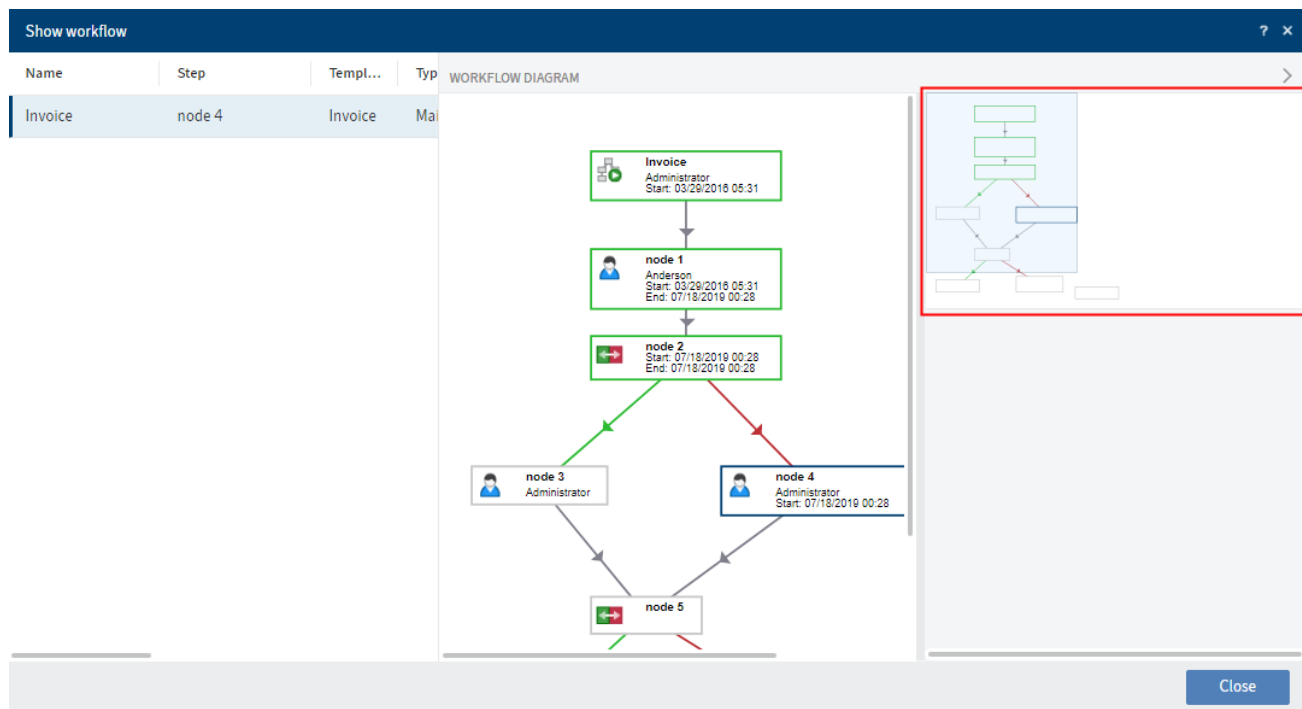 Show workflow
? ×
Name Step Templ... Typ WORKFLOW DIAGRAM
Invoice node 4 Invoice Mai
Invoice
Administrator
Start: 03/29/2016 05:31
node 1
Anderson
Start: 03/29/2016 05:31
End: 07/18/2019 00:28
node 2
Start: 07/18/2019 00:28
End: 07/18/2019 00:28
node 3
Administrator
node 4
Administrator
Start: 07/18/2019 00:28
node 5
Close